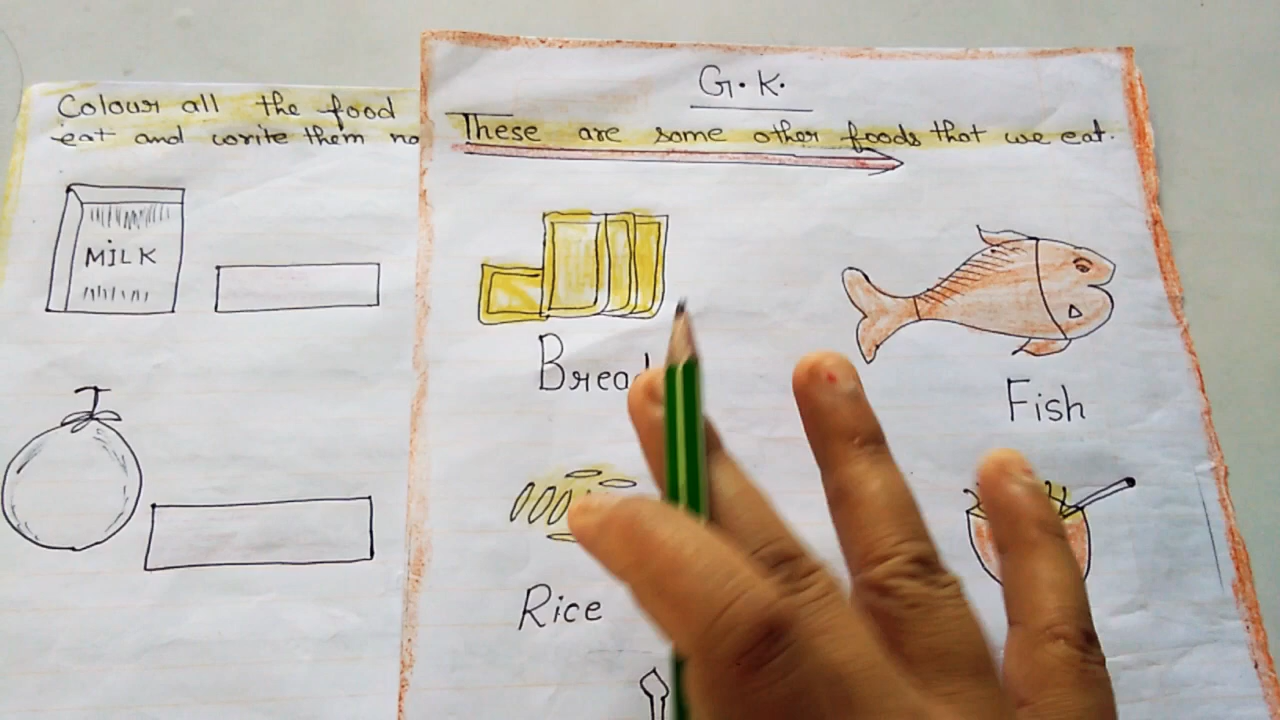 Colour all the food
eat and write them
MiLK
G.K.
These are some other foods that we eat.
Fish
Rice